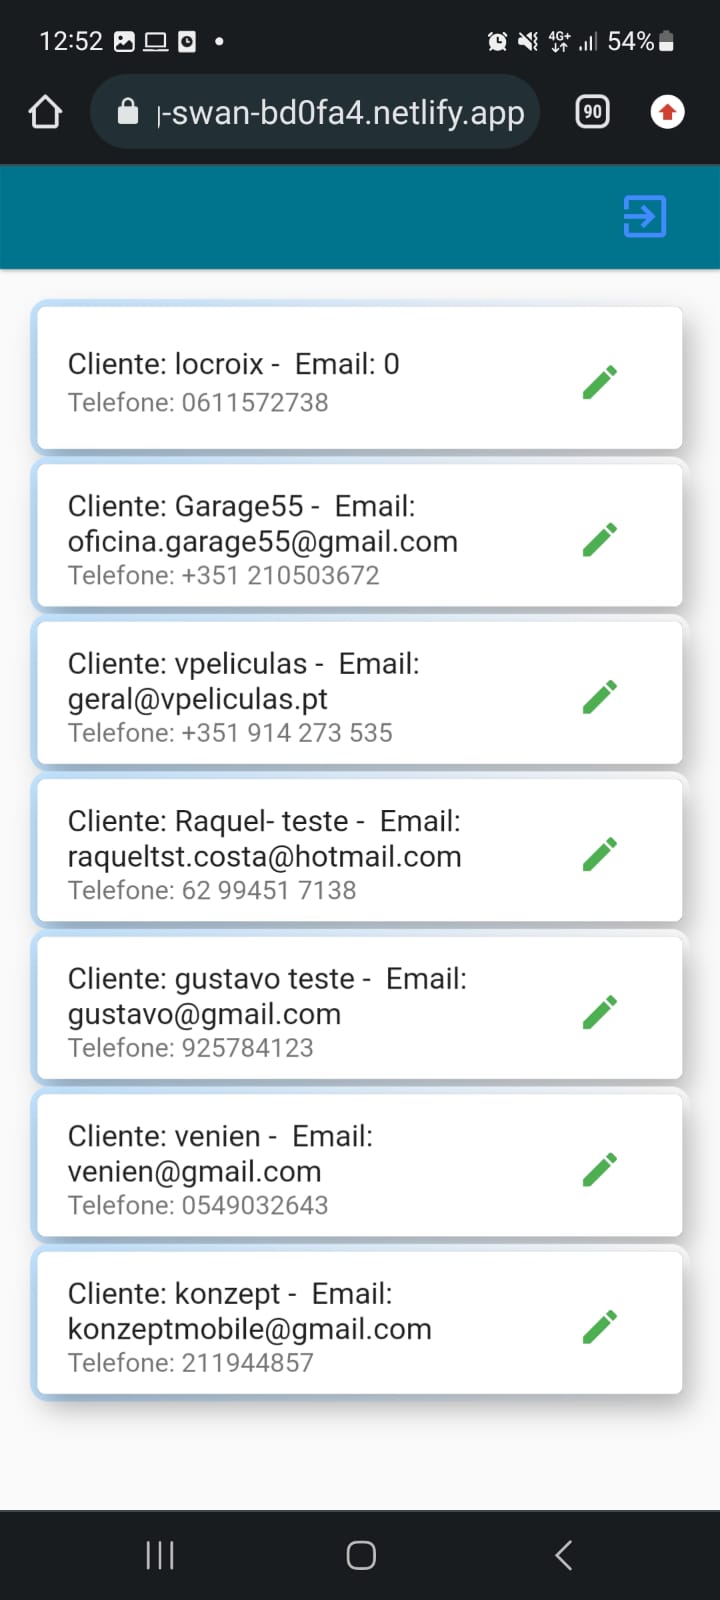 12:52
4G+
54%
j-swan-bd0fa4.netlify.app
90
Cliente: locroix - Email: 0
Telefone: 0611572738
Cliente: Garage55 - Email:
oficina.garage55@gmail.com
Telefone: +351 210503672
Cliente: vpeliculas - Email:
geral@vpeliculas.pt
Telefone: +351 914 273 535
Cliente: Raquel- teste - Email:
raqueltst.costa@hotmail.com
Telefone: 62 99451 7138
Cliente: gustavo teste - Email:
gustavo@gmail.com
Telefone: 925784123
Cliente: venien - Email:
venien@gmail.com
Telefone: 0549032643
Cliente: konzept - Email:
konzeptmobile@gmail.com
Telefone: 211944857